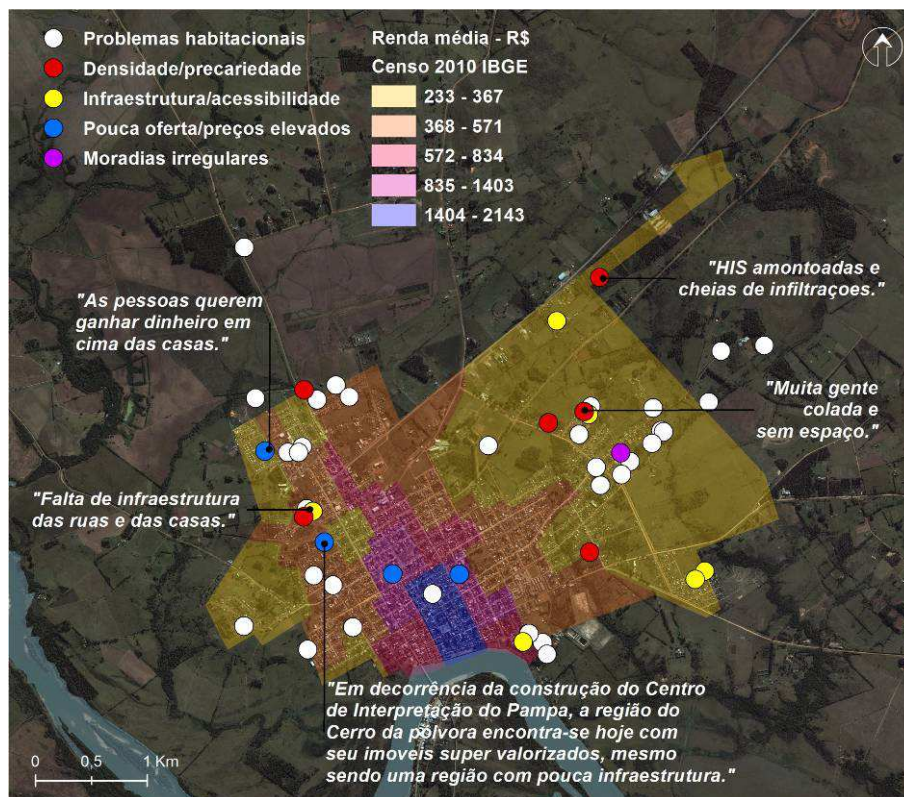 Problemas habitacionais
Densidade/precariedade
Infraestrutura/acessibilidade
Pouca oferta/preços elevados
Moradias irregulares
Renda média - R$
Censo 2010 IBGE
233 - 367
368 - 571
572 - 834
835 - 1403
1404 - 2143
"HIS amontoadas e
cheias de infiltraçoes."
"As pessoas querem
ganhar dinheiro em
cima das casas."
"Muita gente
colada e
sem espaço."
"Falta de infraestrutura
das ruas e das casas."
"Em decorrência da construção do Centro
de Interpretação do Pampa, a região do
Cerro da pólvora encontra-se hoje com
seu imoveis super valorizados, mesmo
sendo uma região com pouca infraestrutura."
0 0,5 1 Km